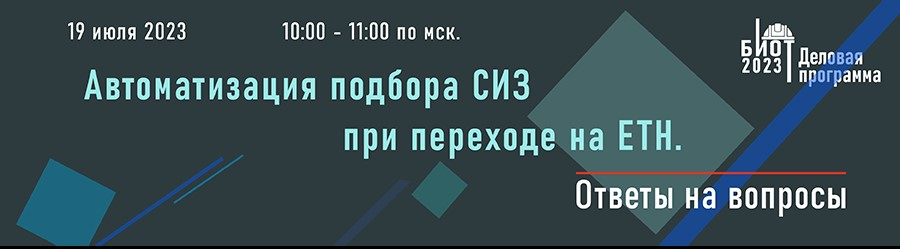 19 июля 2023
10:00 - 11:00 по мск.
БИОТ
2023
Деловая
программа
Автоматизация подбора СИЗ
при переходе на ЕТН.
Ответы на вопросы